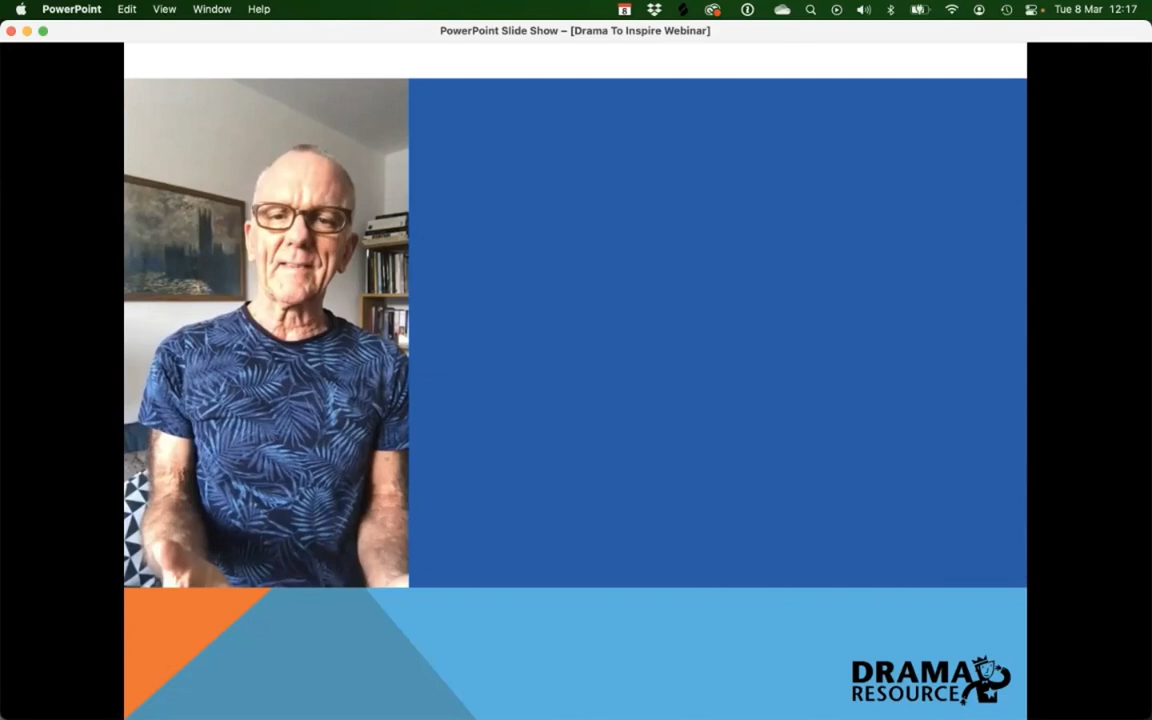 PowerPoint Edit View Window Help 8 Tue 8 Mar 12:17
PowerPoint Slide Show – [Drama To Inspire Webinar]
DRAMA
RESOURCE